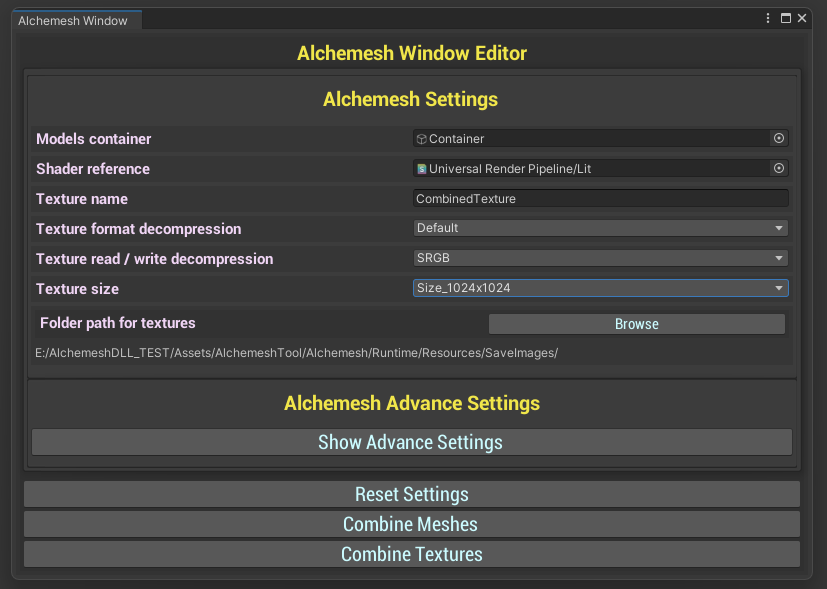 Alchemesh Window
Alchemesh Window Editor
Alchemesh Settings
Models container Container
Shader reference Universal Render Pipeline/Lit
Texture name CombinedTexture
Texture format decompression Default
Texture read / write decompression SRGB
Texture size Size_1024x1024
Folder path for textures Browse
E:/AlchemeshDLL_TEST/Assets/AlchemeshTool/Alchemesh/Runtime/Resources/SaveImages/
Alchemesh Advance Settings
Show Advance Settings
Reset Settings
Combine Meshes
Combine Textures